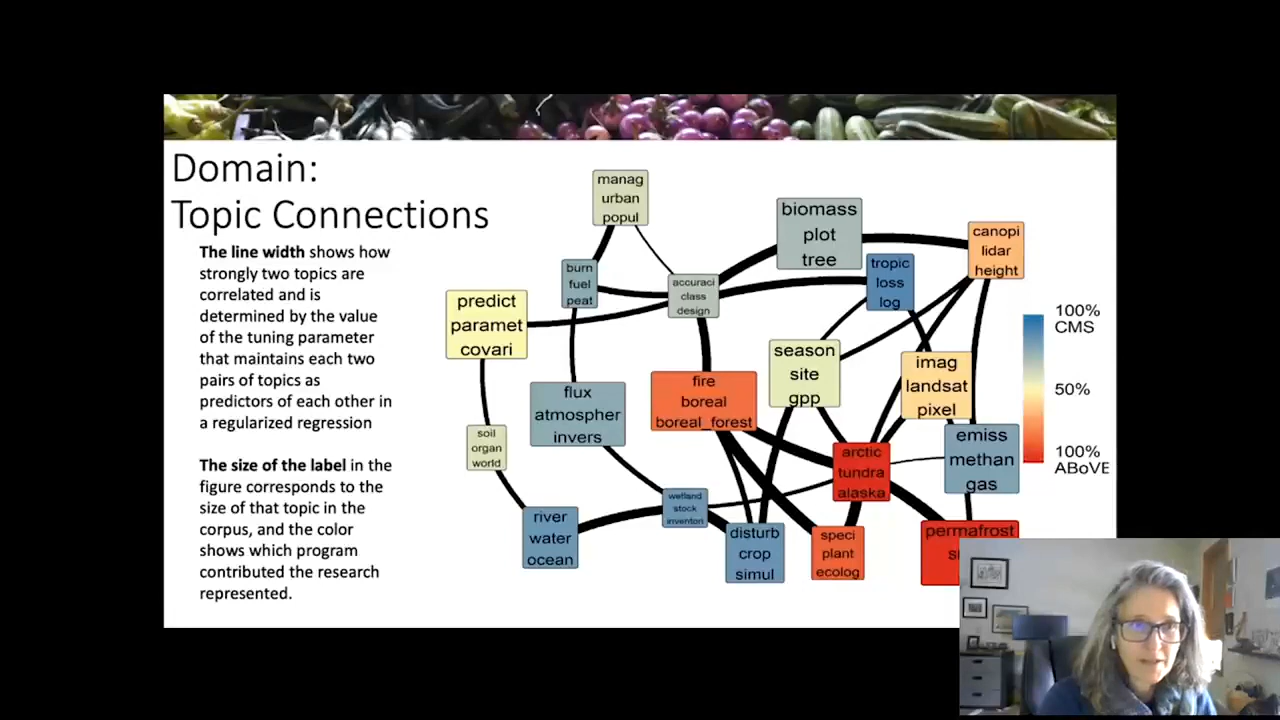 Domain:
Topic Connections
The line width shows how
strongly two topics are
correlated and is
determined by the value
of the tuning parameter
that maintains each two
pairs of topics as
predictors of each other in
a regularized regression
The size of the label in the
figure corresponds to the
size of that topic in the
corpus, and the color
shows which program
contributed the research
represented.
manag
urban
popul
biomass
plot
tree
canopi
lidar
height
burn
fuel
peat
accuraci
class
design
tropic
loss
log
predict
paramet
covari
season
site
gpp
imag
landsat
pixel
flux
atmospher
invers
fire
boreal
boreal_forest
soil
organ
world
arctic
tundra
alaska
emiss
methan
gas
river
water
ocean
wetland
stock
inventori
disturb
crop
simul
speci
plant
ecolog
permafrost
100%
CMS
50%
100%
ABoVE